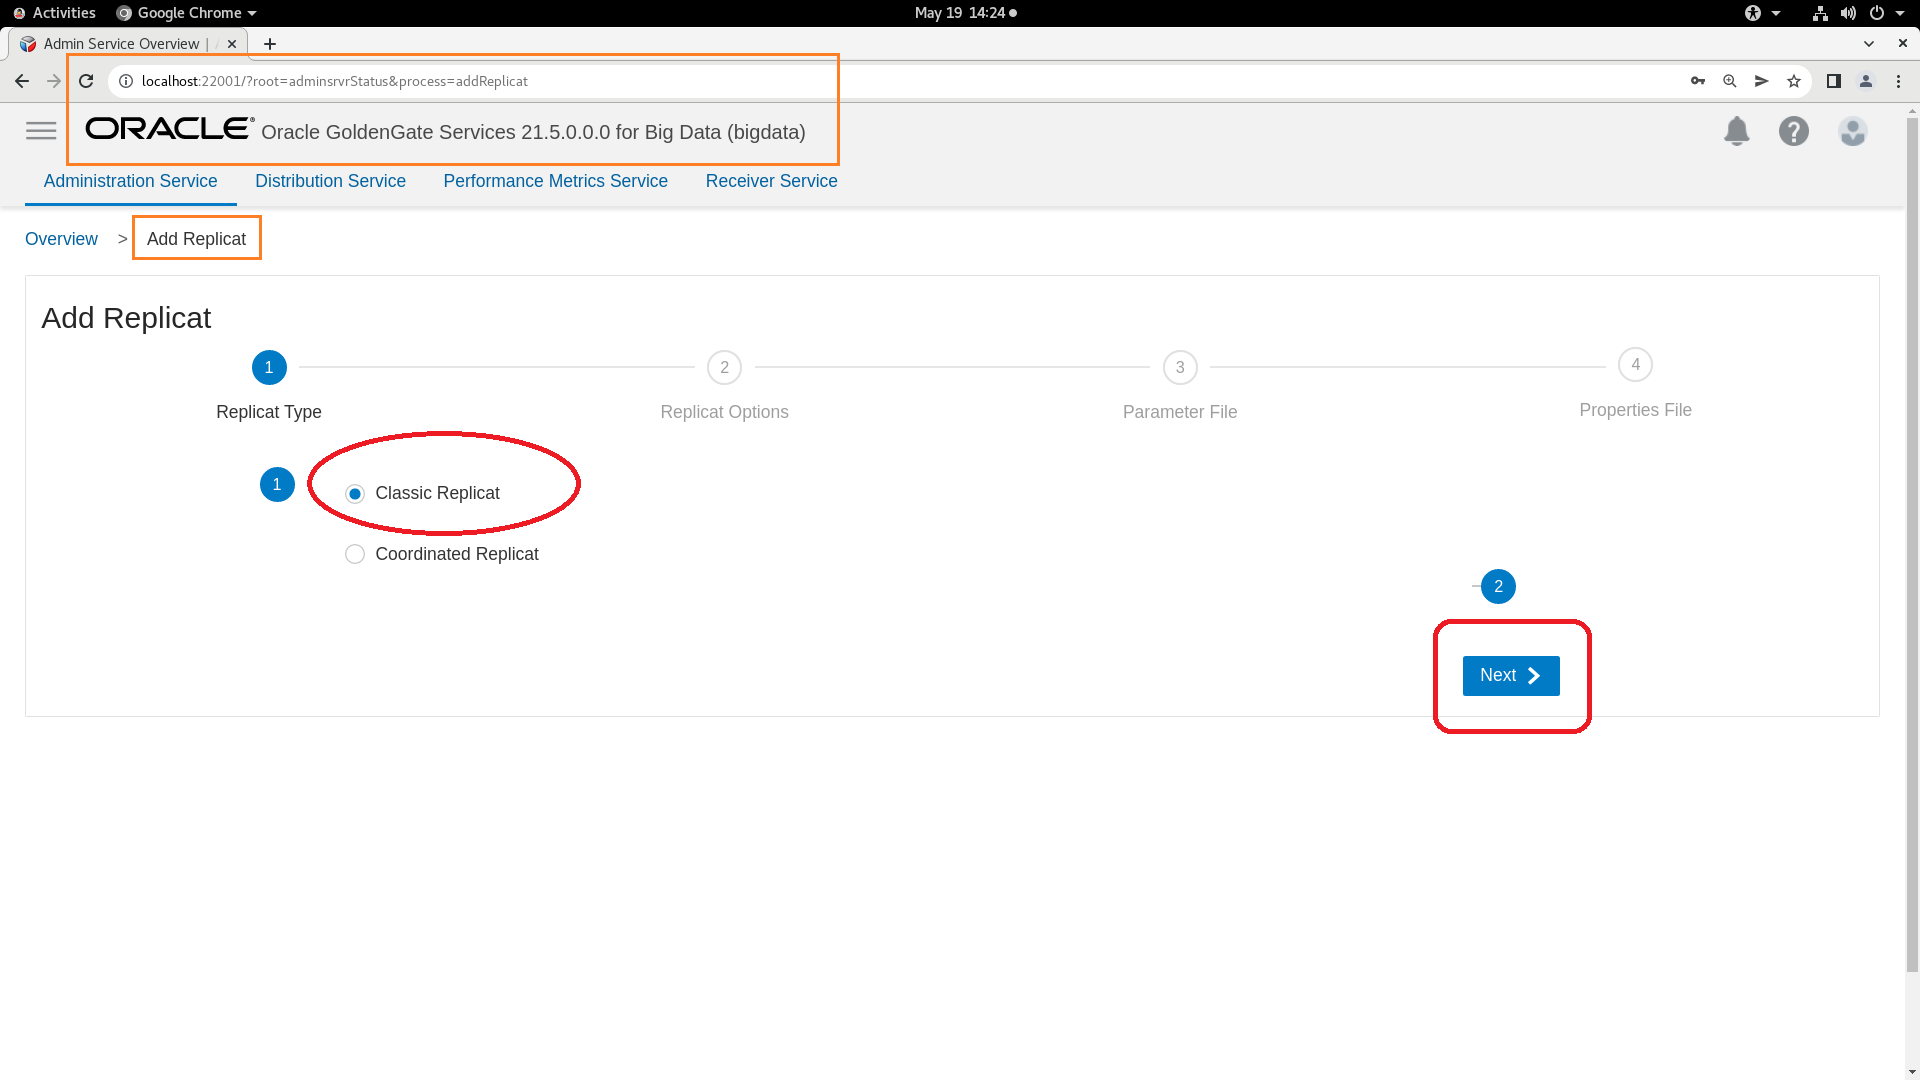 Activities Google Chrome May 19 14:24
Admin Service Overview |
localhost:22001/?root=adminsrvrStatus&process=addReplicat
ORACLE® Oracle GoldenGate Services 21.5.0.0.0 for Big Data (bigdata)
Administration Service Distribution Service Performance Metrics Service Receiver Service
Overview > Add Replicat
Add Replicat
1 2 3 4
Replicat Type Replicat Options Parameter File Properties File
1 Classic Replicat
Coordinated Replicat
2
Next